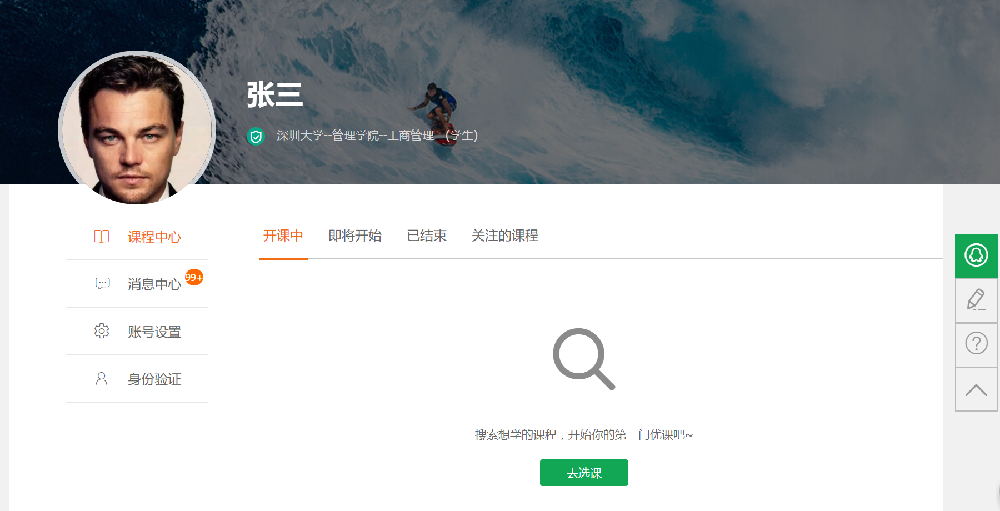 张三
深圳大学--管理学院--工商管理 （学生）
课程中心
消息中心 99+
账号设置
身份验证
开课中 即将开始 已结束 关注的课程
搜索想学的课程，开始你的第一门优课吧~
去选课